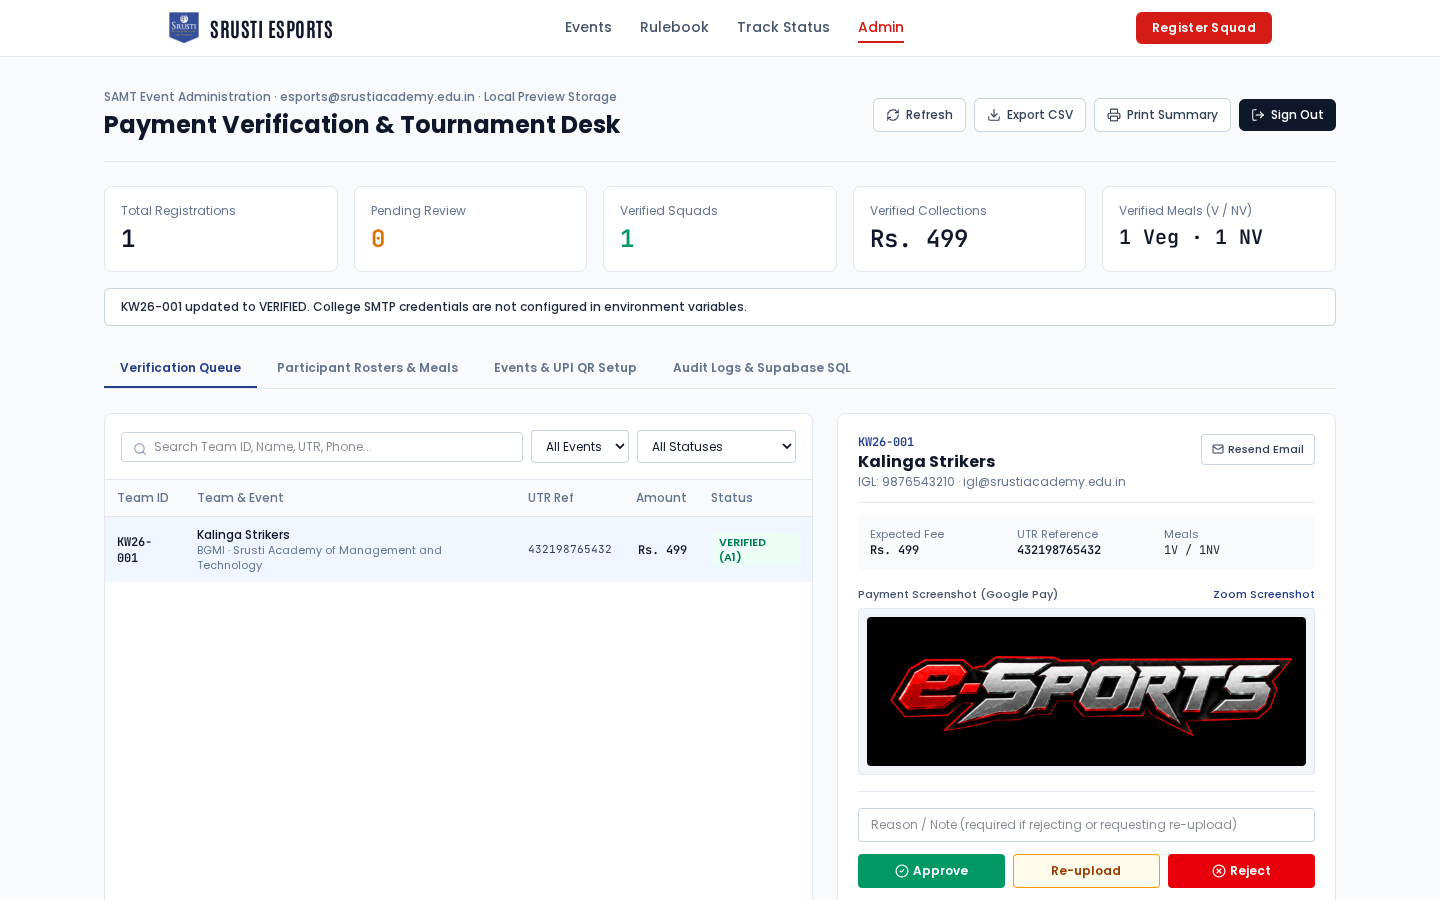 SRUSTI
SRUSTI ESPORTS
Events
Rulebook
Track Status
Admin
Register Squad
SAMT Event Administration · esports@srustiacademy.edu.in · Local Preview Storage
Payment Verification & Tournament Desk
Refresh
Export CSV
Print Summary
Sign Out
Total Registrations
1
Pending Review
0
Verified Squads
1
Verified Collections
Rs. 499
Verified Meals (V / NV)
1 Veg · 1 NV
KW26-001 updated to VERIFIED. College SMTP credentials are not configured in environment variables.
Verification Queue
Participant Rosters & Meals
Events & UPI QR Setup
Audit Logs & Supabase SQL
Search Team ID, Name, UTR, Phone...
All Events
All Statuses
Team ID
Team & Event
UTR Ref
Amount
Status
KW26-
001
Kalinga Strikers
BGMI · Srusti Academy of Management and
Technology
432198765432
Rs. 499
VERIFIED
(A1)
KW26-001
Kalinga Strikers
IGL: 9876543210 · igl@srustiacademy.edu.in
Resend Email
Expected Fee
Rs. 499
UTR Reference
432198765432
Meals
1V / 1NV
Payment Screenshot (Google Pay)
Zoom Screenshot
e-SPORTS
Reason / Note (required if rejecting or requesting re-upload)
Approve
Re-upload
Reject